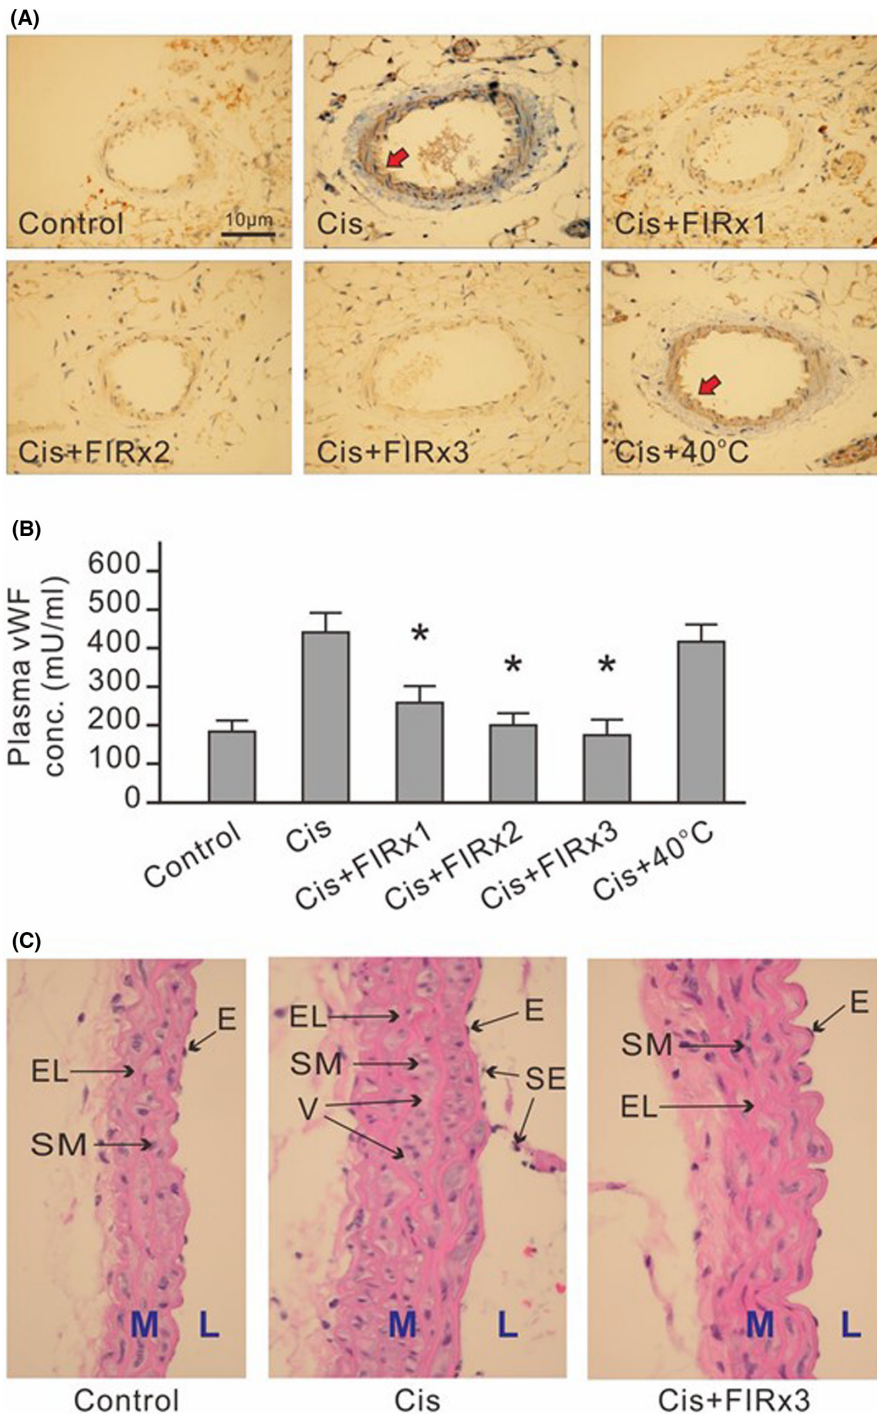 (A)
Control
10μm
Cis
Cis+FIRx1
Cis+FIRx2
Cis+FIRx3
Cis+40°C
(B)
Plasma vWF
conc. (mU/ml)
600
500
400
300
200
100
0
*
*
*
Control
Cis
Cis+FIRx1
Cis+FIRx2
Cis+FIRx3
Cis+40°C
(C)
E
EL
SM
M
L
Control
EL
E
SM
SE
V
M
L
Cis
E
SM
EL
M
L
Cis+FIRx3